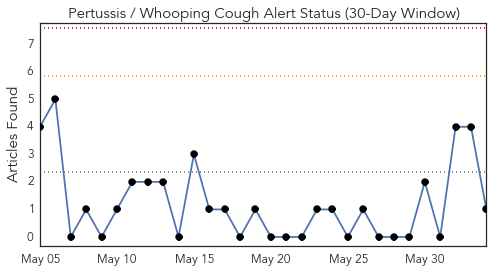 Pertussis / Whooping Cough Alert Status (30-Day Window)
Articles Found
7
6
5
4
3
2
1
0
May 05 May 10 May 15 May 20 May 25 May 30